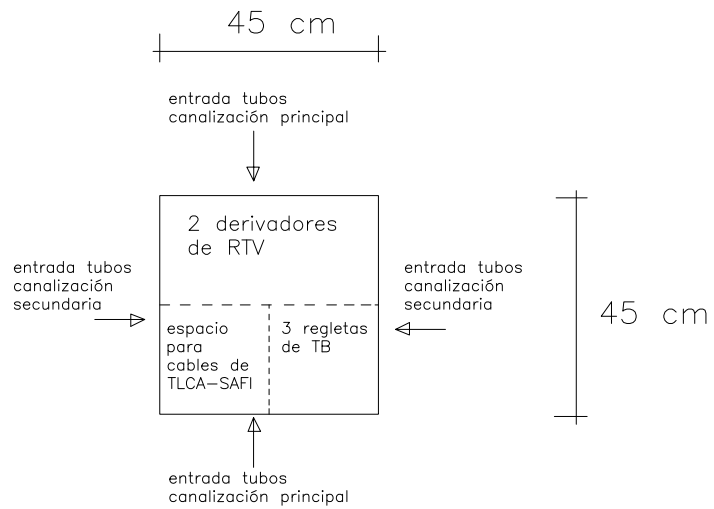 45 cm
entrada tubos
canalización principal
2 derivadores
de RTV
entrada tubos
canalización
secundaria
entrada tubos
canalización
secundaria
45 cm
espacio
para
cables de
TLCA-SAFI
3 regletas
de TB
entrada tubos
canalización principal